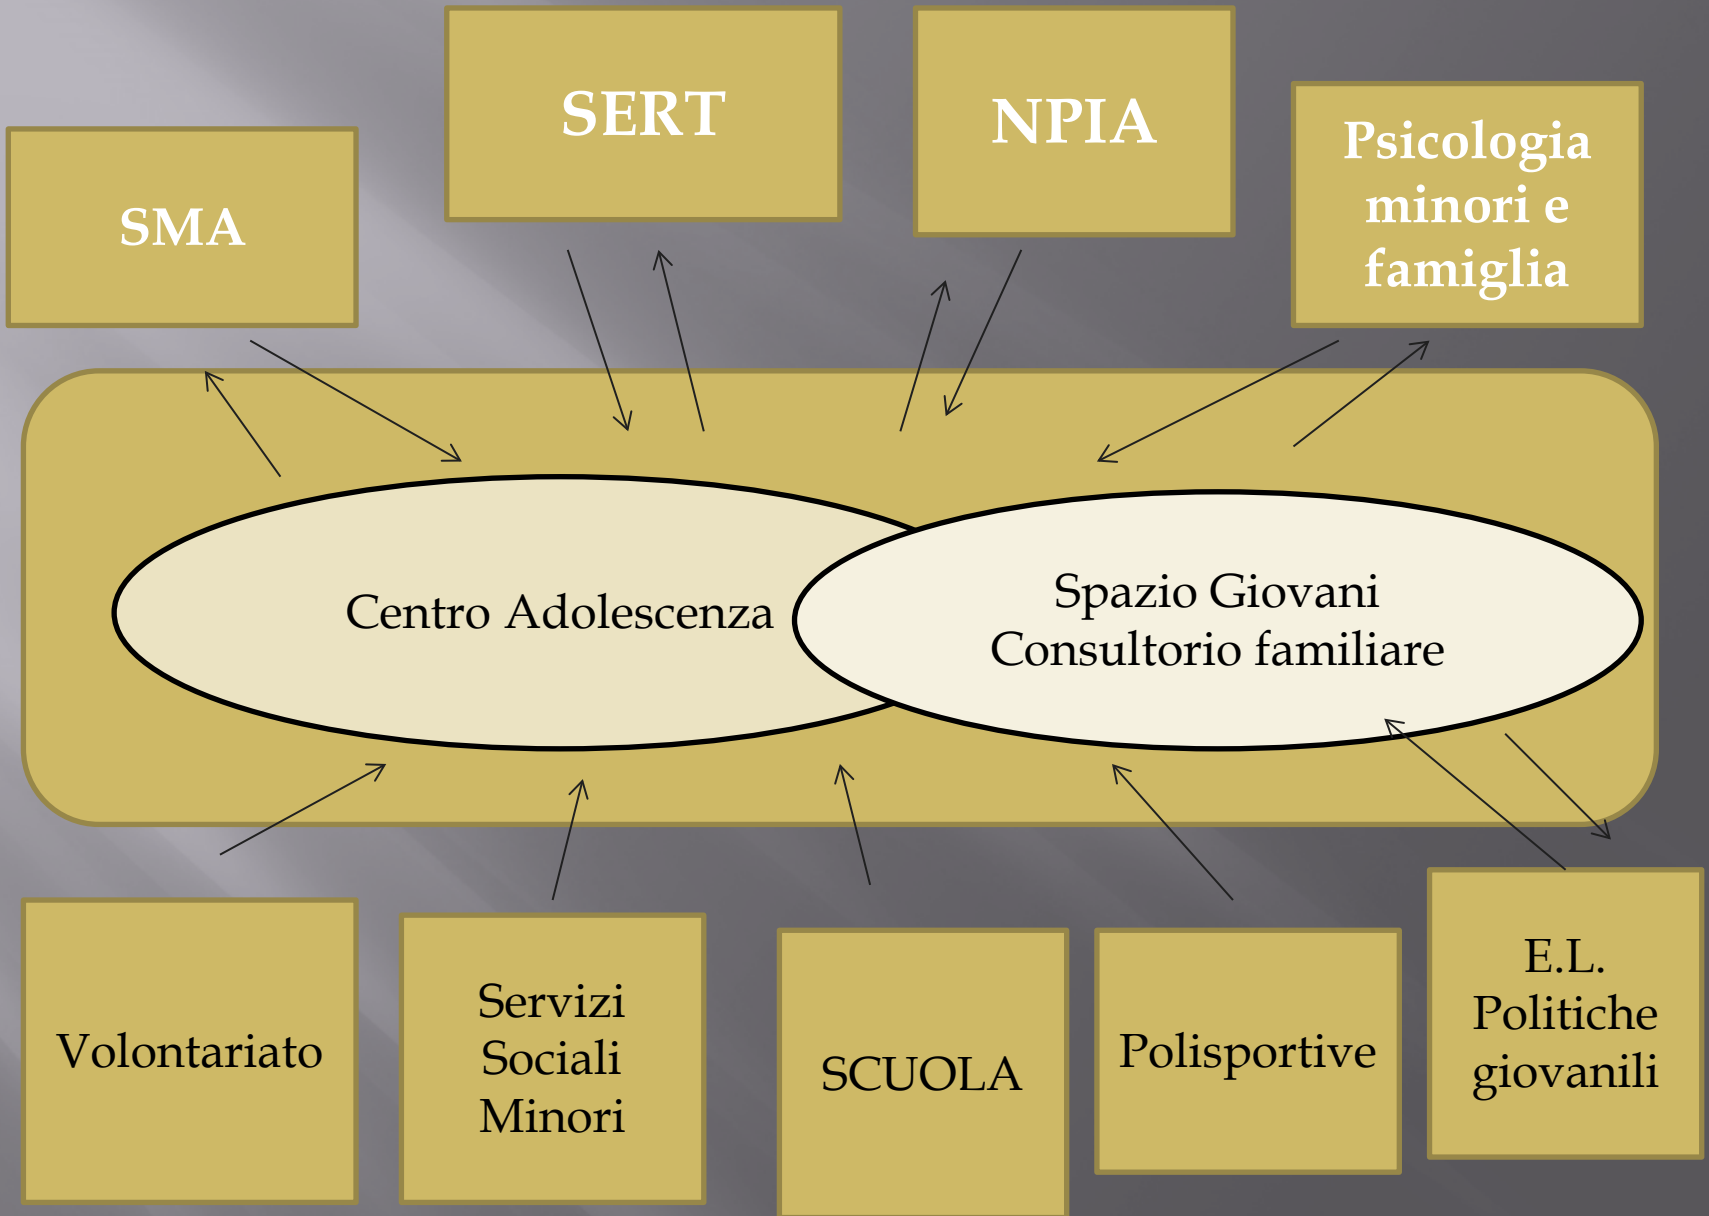 SERT
NPIA
SMA
Psicologia
minori e
famiglia
Centro Adolescenza
Spazio Giovani
Consultorio familiare
Volontariato
Servizi
Sociali
Minori
SCUOLA
Polisportive
E.L.
Politiche
giovanili